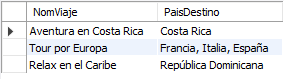 NomViaje PaisDestino
Aventura en Costa Rica Costa Rica
Tour por Europa Francia, Italia, España
Relax en el Caribe República Dominicana